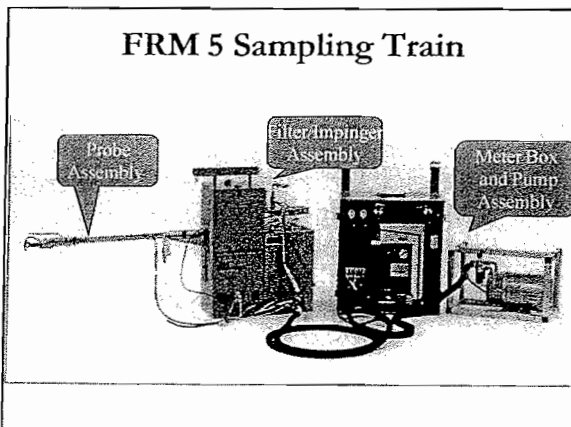 FRM 5 Sampling Train
Probe
Assembly
Filter/Impinger
Assembly
Meter Box
and Pump
Assembly